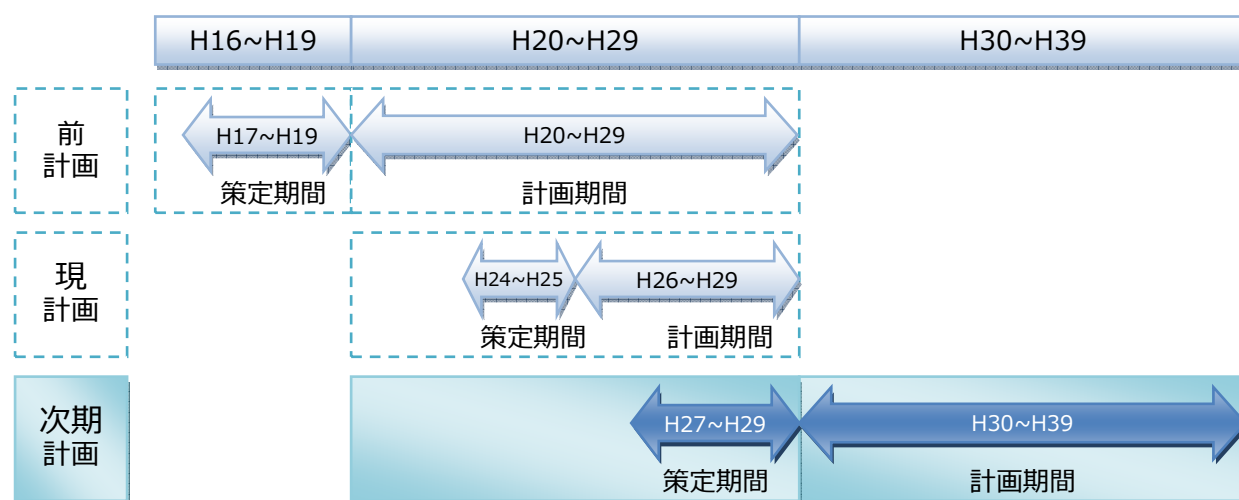 H16~H19
H20~H29
H30~H39
前
計画
H17~H19
H20~H29
策定期間
計画期間
現
計画
H24~H25
H26~H29
策定期間
計画期間
次期
計画
H27~H29
H30~H39
策定期間
計画期間